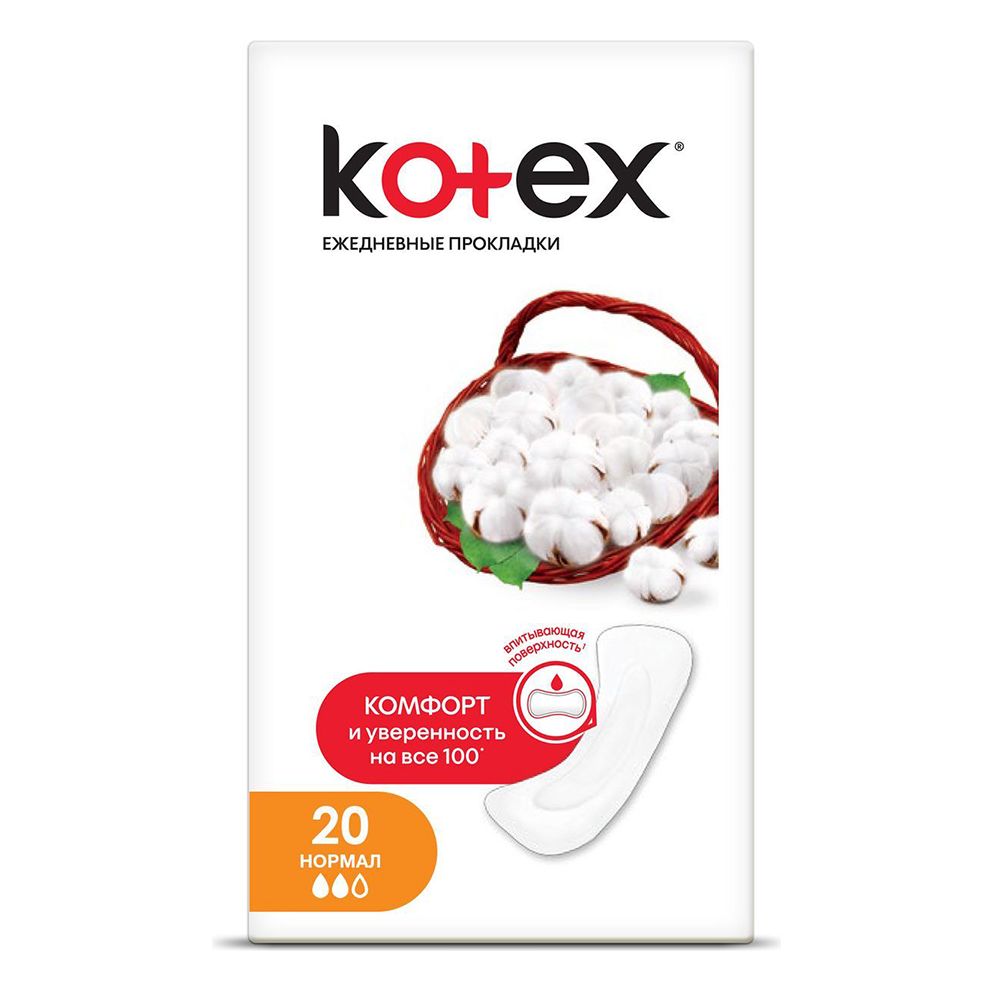 kotex®
ЕЖЕДНЕВНЫЕ ПРОКЛАДКИ
впитывающая
поверхность¹
КОМФОРТ
и уверенность
на все 100*
20
НОРМАЛ